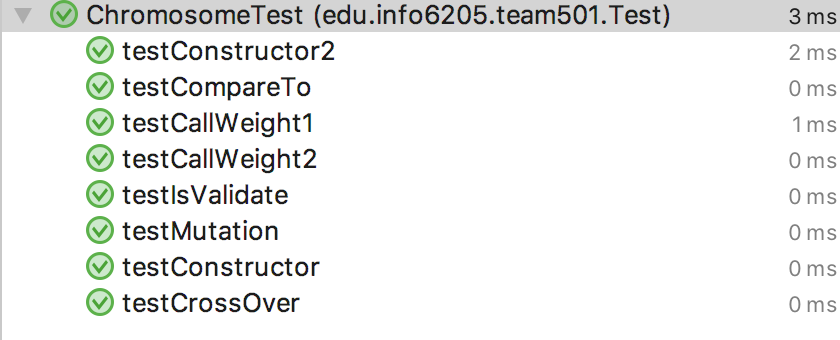 ChromosomeTest (edu.info6205.team501.Test) 3 ms
testConstructor2 2 ms
testCompareTo 0 ms
testCallWeight1 1 ms
testCallWeight2 0 ms
testIsValidate 0 ms
testMutation 0 ms
testConstructor 0 ms
testCrossOver 0 ms